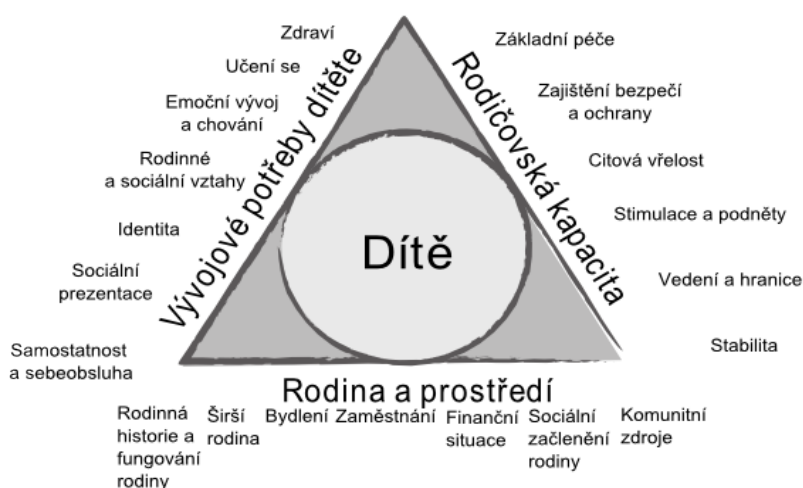 Zdraví
Učení se
Emoční vývoj
a chování
Rodinné
a sociální vztahy
Identita
Sociální
prezentace
Samostatnost
a sebeobsluha
Vývojové potřeby dítěte
Dítě
Rodičovská kapacita
Základní péče
Zajištění bezpečí
a ochrany
Citová vřelost
Stimulace a podněty
Vedení a hranice
Stabilita
Rodina a prostředí
Rodinná
historie a
fungování
rodiny
Širší
rodina
Bydlení
Zaměstnání
Finanční
situace
Sociální
začlenění
rodiny
Komunitní
zdroje